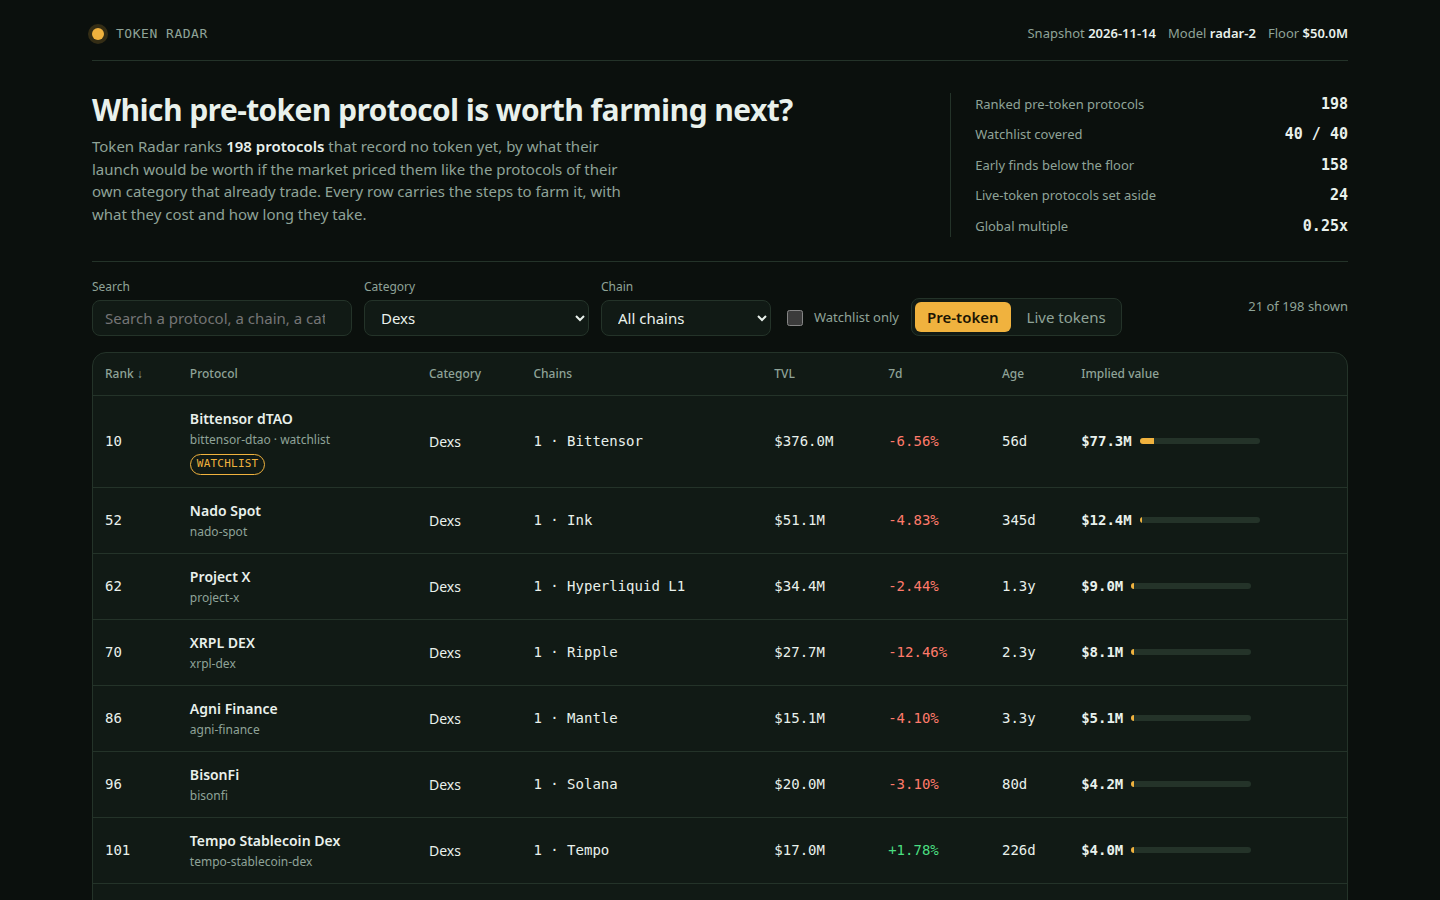 TOKEN RADAR
Snapshot 2026-11-14 Model radar-2 Floor $50.0M
Which pre-token protocol is worth farming next?
Token Radar ranks 198 protocols that record no token yet, by what their
launch would be worth if the market priced them like the protocols of their
own category that already trade. Every row carries the steps to farm it, with
what they cost and how long they take.
Ranked pre-token protocols 198
Watchlist covered 40 / 40
Early finds below the floor 158
Live-token protocols set aside 24
Global multiple 0.25x
Search
Category
Chain
Search a protocol, a chain, a cat
Dexs
All chains
Watchlist only
Pre-token
Live tokens
21 of 198 shown
Rank ↓ Protocol Category Chains TVL 7d Age Implied value
10 Bittensor dTAO Dexs 1 · Bittensor $376.0M -6.56% 56d $77.3M
bittensor-dtao · watchlist
WATCHLIST
52 Nado Spot Dexs 1 · Ink $51.1M -4.83% 345d $12.4M
nado-spot
62 Project X Dexs 1 · Hyperliquid L1 $34.4M -2.44% 1.3y $9.0M
project-x
70 XRPL DEX Dexs 1 · Ripple $27.7M -12.46% 2.3y $8.1M
xrpl-dex
86 Agni Finance Dexs 1 · Mantle $15.1M -4.10% 3.3y $5.1M
agni-finance
96 BisonFi Dexs 1 · Solana $20.0M -3.10% 80d $4.2M
bisonfi
101 Tempo Stablecoin Dex Dexs 1 · Tempo $17.0M +1.78% 226d $4.0M
tempo-stablecoin-dex